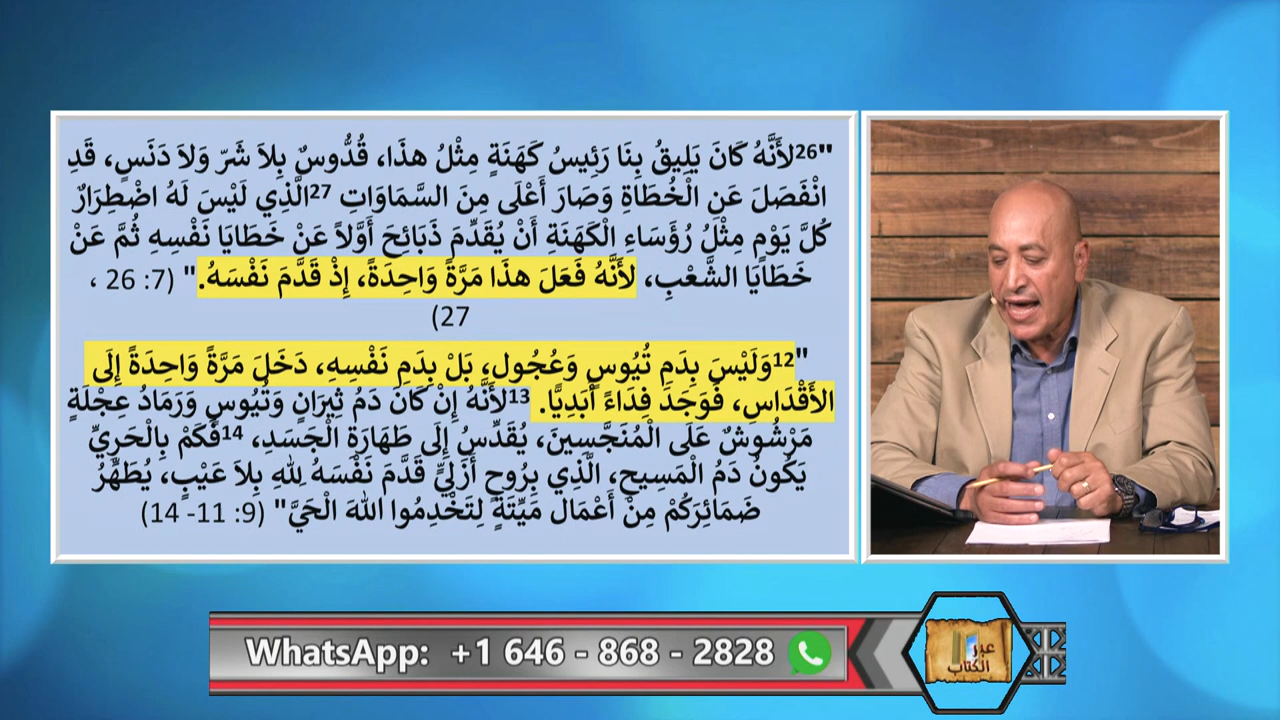 "26لأَنَّهُ كَانَ يَلِيقُ بِنَا رَئِيسُ كَهَنَةٍ مِثْلُ هذَا، قُدُّوسٌ بِلاَ شَرّ وَلاَ دَنَسٍ، قَدِ
انْفَصَلَ عَنِ الْخُطَاةِ وَصَارَ أَعْلَى مِنَ السَّمَاوَاتِ 27الَّذِي لَيْسَ لَهُ اضْطِرَارٌ
كُلَّ يَوْمٍ مِثْلُ رُؤَسَاءِ الْكَهَنَةِ أَنْ يُقَدِّمَ ذَبَائِحَ أَوَّلاً عَنْ خَطَايَا نَفْسِهِ ثُمَّ عَنْ
خَطَايَا الشَّعْبِ، لأَنَّهُ فَعَلَ هذَا مَرَّةً وَاحِدَةً، إِذْ قَدَّمَ نَفْسَهُ." (7: 26 ،
27)
"12وَلَيْسَ بِدَمِ تُيُوسٍ وَعُجُول، بَلْ بِدَمِ نَفْسِهِ، دَخَلَ مَرَّةً وَاحِدَةً إِلَى
الأَقْدَاسِ، فَوَجَدَ فِدَاءً أَبَدِيًّا. 13لأَنَّهُ إِنْ كَانَ دَمُ ثِيرَانٍ وَتُيُوسٍ وَرَمَادُ عِجْلَةٍ
مَرْشُوشٌ عَلَى الْمُنَجَّسِينَ، يُقَدِّسُ إِلَى طَهَارَةِ الْجَسَدِ، 14فَكَمْ بِالْحَرِيِّ
يَكُونُ دَمُ الْمَسِيحِ، الَّذِي بِرُوحٍ أَزَلِيٍّ قَدَّمَ نَفْسَهُ لِلهِ بِلاَ عَيْبٍ، يُطَهِّرُ
ضَمَائِرَكُمْ مِنْ أَعْمَال مَيِّتَةٍ لِتَخْدِمُوا اللهَ الْحَيَّ" (9: 11- 14)
WhatsApp: +1 646 - 868 - 2828
عبر
الكتاب